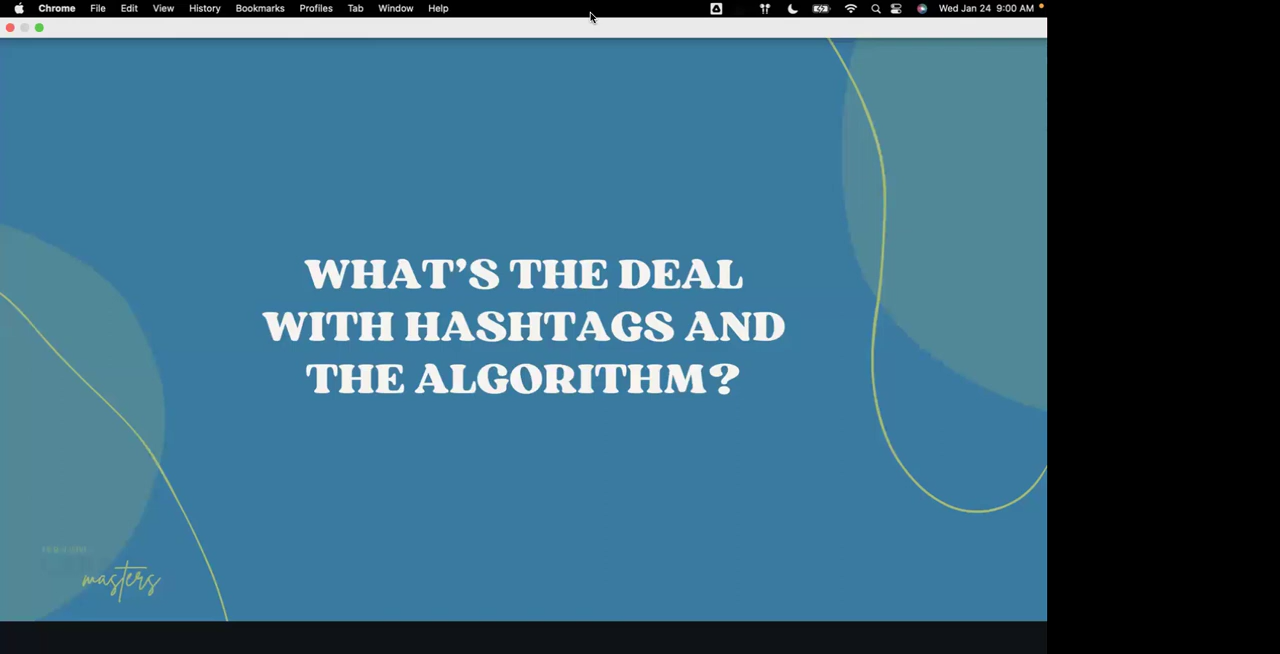 Chrome File Edit View History Bookmarks Profiles Tab Window Help Wed Jan 24 9:00 AM
WHAT'S THE DEAL
WITH HASHTAGS AND
THE ALGORITHM?
masters